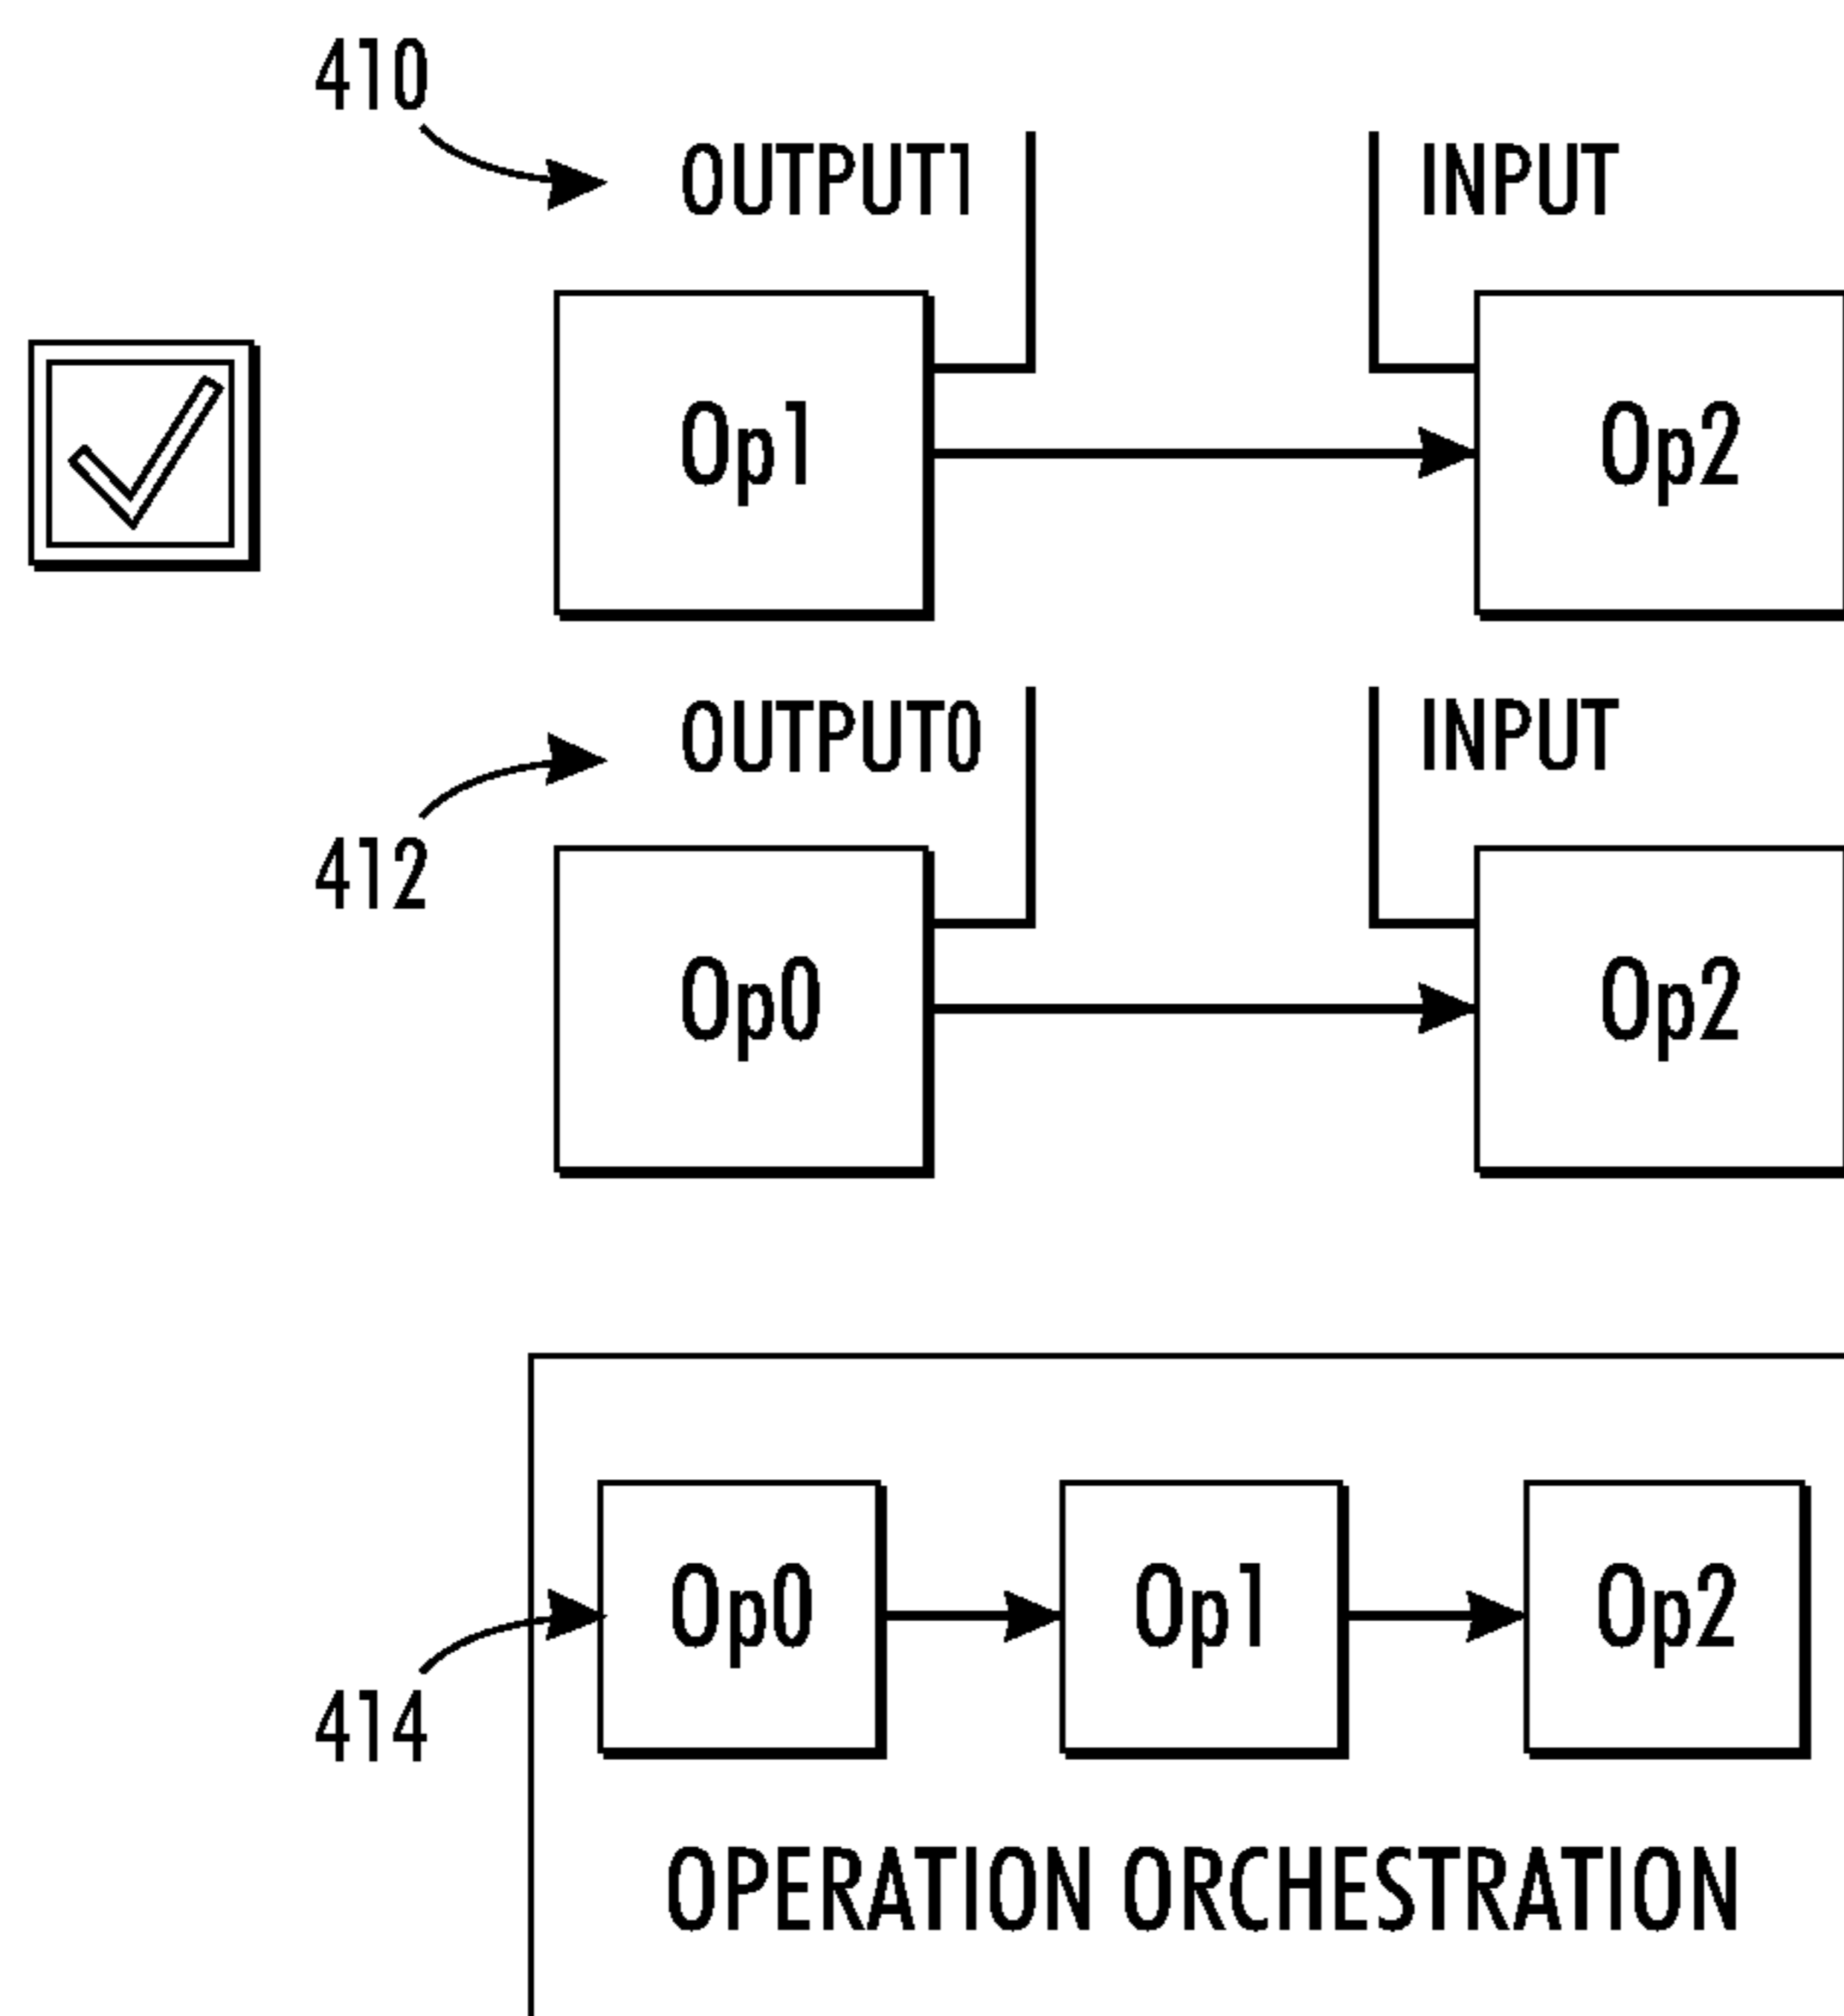 410
OUTPUT1 INPUT
Op1 Op2
OUTPUT0 INPUT
412
Op0 Op2
Op0 Op1 Op2
414
OPERATION ORCHESTRATION